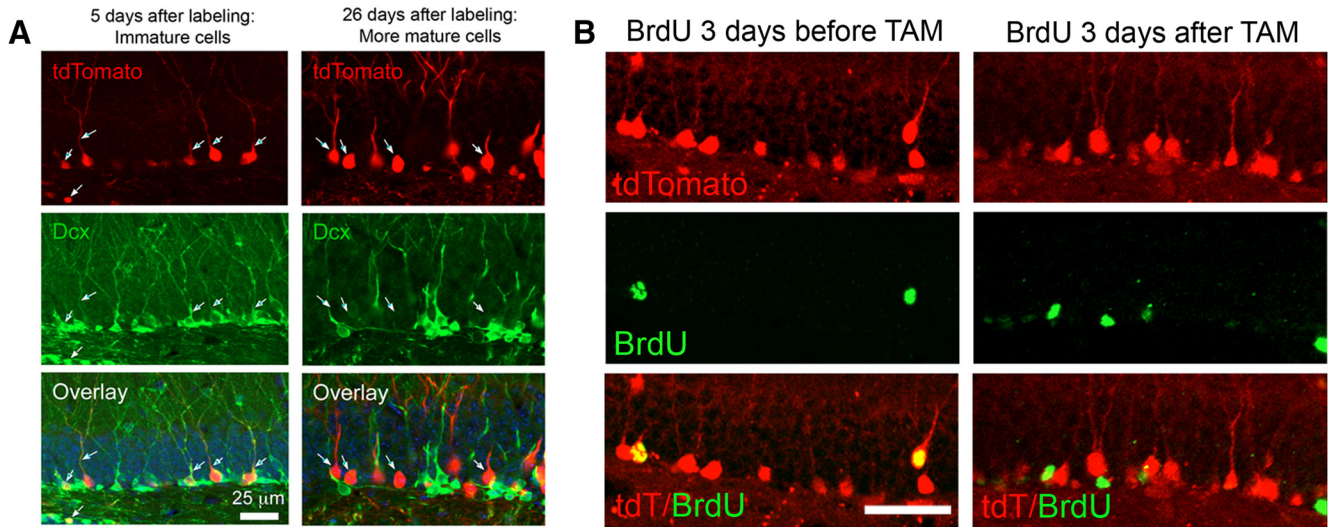 A
5 days after labeling:
Immature cells
26 days after labeling:
More mature cells
tdTomato
tdTomato
Dcx
Dcx
Overlay
Overlay
25 μm
B
BrdU 3 days before TAM
BrdU 3 days after TAM
tdTomato
BrdU
tdT/BrdU
tdT/BrdU